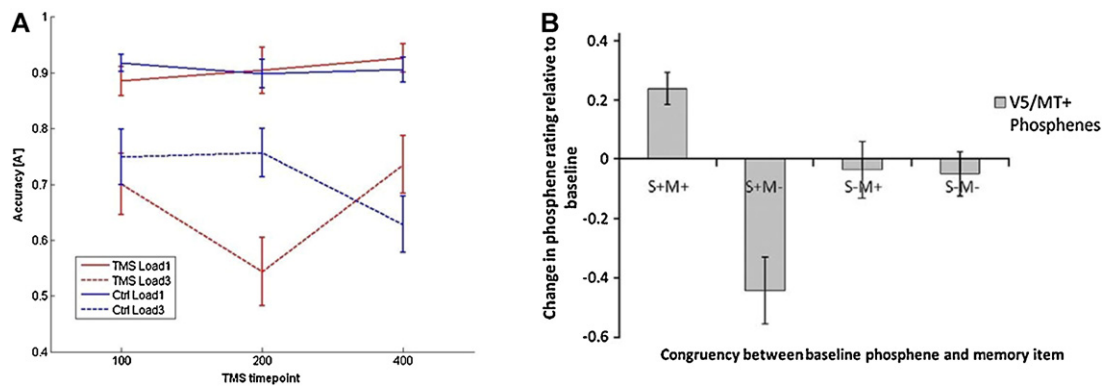 A
1
0.9
0.8
0.7
0.6
0.5
0.4
Accuracy [A']
TMS Load1
TMS Load3
Ctrl Load1
Ctrl Load3
100
200
400
TMS timepoint
B
Change in phosphene rating relative to
baseline
0.4
0.2
0
-0.2
-0.4
-0.6
S+M+
S+M-
S-M+
S-M-
V5/MT+
Phosphenes
Congruency between baseline phosphene and memory item